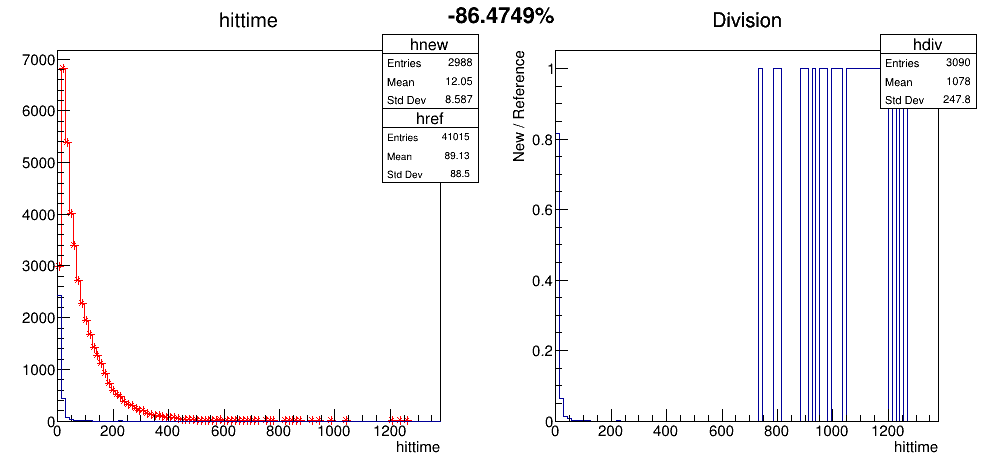 -86.4749%
hittime
hnew
Entries 2988
Mean 12.05
Std Dev 8.587
href
Entries 41015
Mean 89.13
Std Dev 88.5
7000
6000
5000
4000
3000
2000
1000
0
0 200 400 600 800 1000 1200
hittime
Division
hdiv
Entries 3090
Mean 1078
Std Dev 247.8
New / Reference
1
0.8
0.6
0.4
0.2
0
0 200 400 600 800 1000 1200
hittime